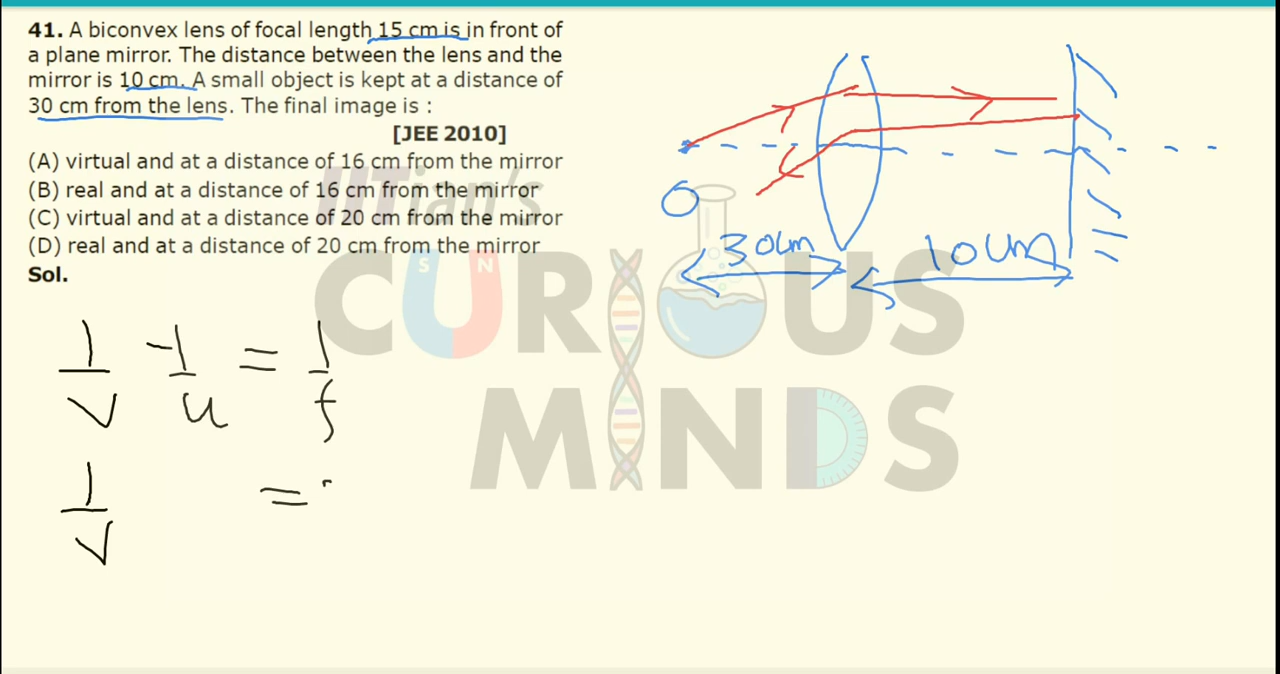 41. A biconvex lens of focal length 15 cm is in front of
a plane mirror. The distance between the lens and the
mirror is 10 cm. A small object is kept at a distance of
30 cm from the lens. The final image is :
[JEE 2010]
(A) virtual and at a distance of 16 cm from the mirror
(B) real and at a distance of 16 cm from the mirror
(C) virtual and at a distance of 20 cm from the mirror
(D) real and at a distance of 20 cm from the mirror
Sol.
O
30cm
10cm
1/v - 1/u = 1/f
1/v =
IITian's
CURIOUS
S N
MINDS